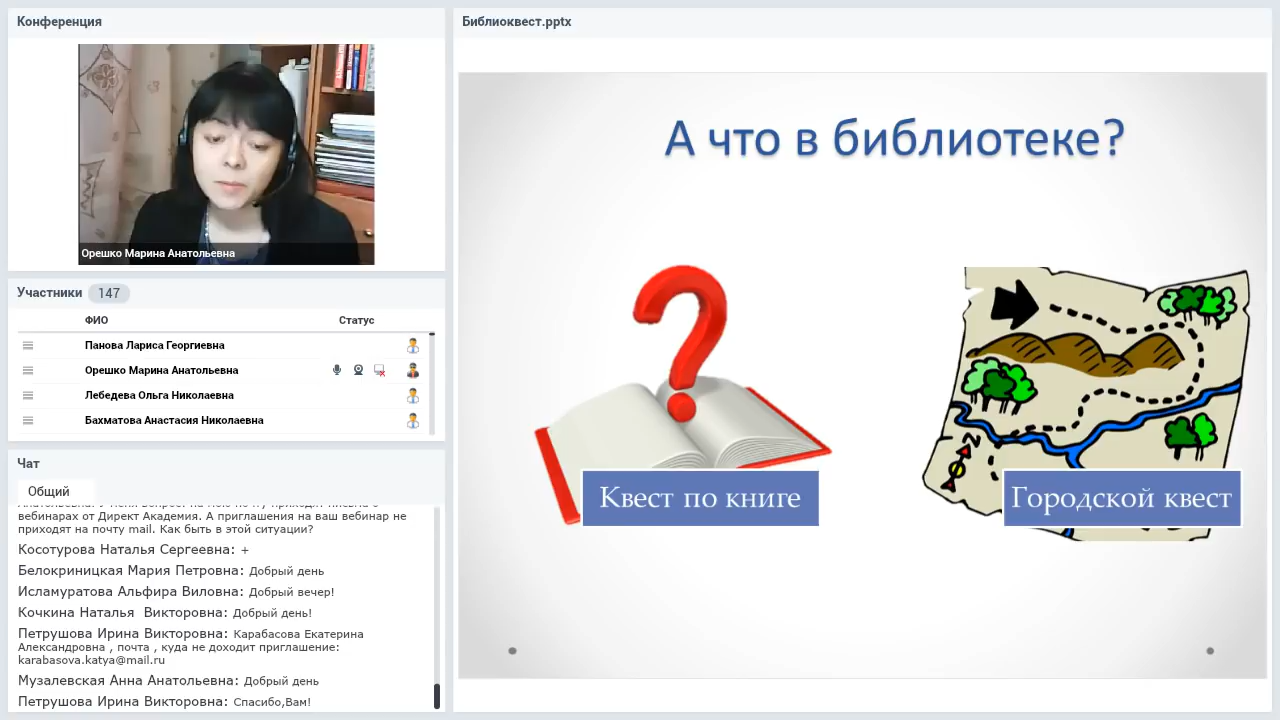 Конференция
Орешко Марина Анатольевна
Участники 147
ФИО Статус
Панова Лариса Георгиевна
Орешко Марина Анатольевна
Лебедева Ольга Николаевна
Бахматова Анастасия Николаевна
Чат
Общий
вебинарах от Директ Академия. А приглашения на ваш вебинар не
приходят на почту mail. Как быть в этой ситуации?
Косотурова Наталья Сергеевна: +
Белокриницкая Мария Петровна: Добрый день
Исламуратова Альфира Виловна: Добрый вечер!
Кочкина Наталья Викторовна: Добрый день!
Петрушова Ирина Викторовна: Карабасова Екатерина
Александровна , почта , куда не доходит приглашение:
karabasova.katya@mail.ru
Музалевская Анна Анатольевна: Добрый день
Петрушова Ирина Викторовна: Спасибо,Вам!
Библиоквест.pptx
А что в библиотеке?
N
Квест по книге
Городской квест